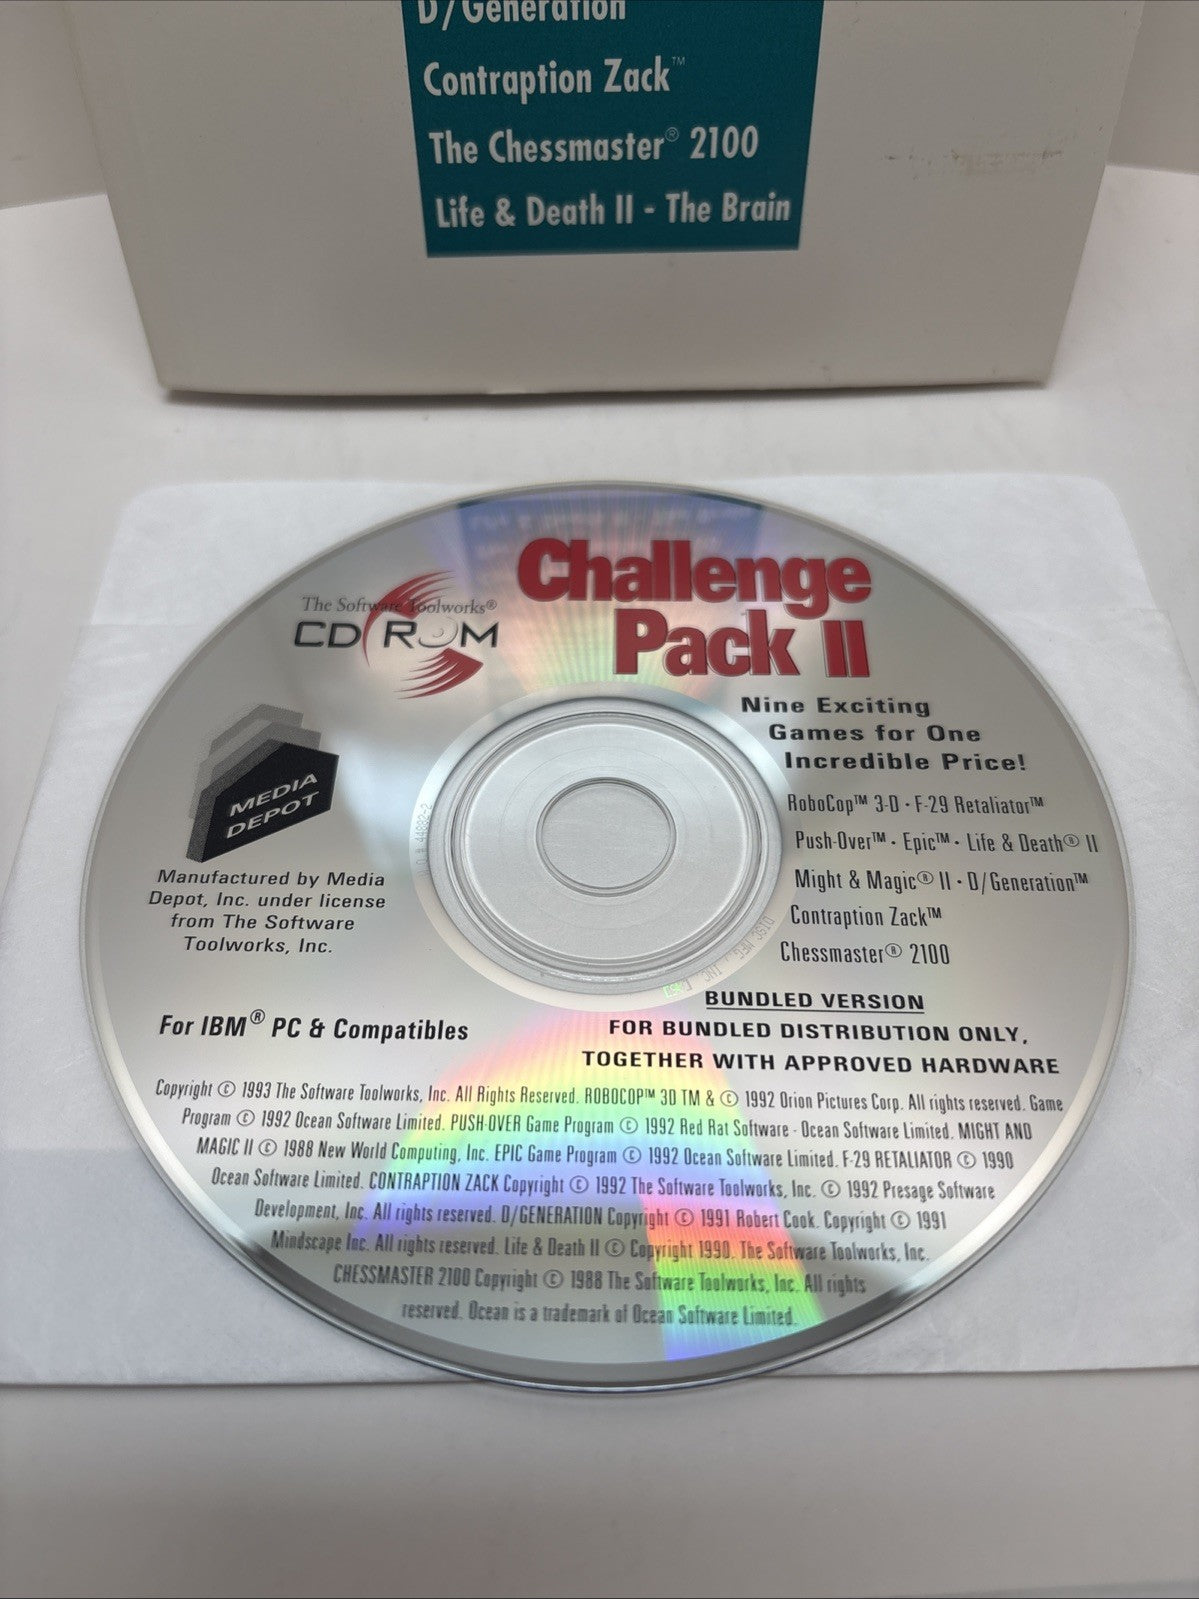 D/Generation
Contraption Zack™
The Chessmaster® 2100
Life & Death II - The Brain
The Software Toolworks®
CD ROM
Challenge
Pack II
Nine Exciting
Games for One
Incredible Price!
MEDIA
DEPOT
RoboCop™ 3-D · F-29 Retaliator™
Push-Over™ · Epic™ · Life & Death® II
Might & Magic® II · D/Generation™
Contraption Zack™
Chessmaster® 2100
Manufactured by Media
Depot, Inc. under license
from The Software
Toolworks, Inc.
For IBM® PC & Compatibles
BUNDLED VERSION
FOR BUNDLED DISTRIBUTION ONLY,
TOGETHER WITH APPROVED HARDWARE
Copyright © 1993 The Software Toolworks, Inc. All Rights Reserved. ROBOCOP™ 3D TM & © 1992 Orion Pictures Corp. All rights reserved. Game
Program © 1992 Ocean Software Limited. PUSH-OVER Game Program © 1992 Red Rat Software - Ocean Software Limited. MIGHT AND
MAGIC II © 1988 New World Computing, Inc. EPIC Game Program © 1992 Ocean Software Limited. F-29 RETALIATOR © 1990
Ocean Software Limited. CONTRAPTION ZACK Copyright © 1992 The Software Toolworks, Inc. © 1992 Presage Software
Development, Inc. All rights reserved. D/GENERATION Copyright © 1991 Robert Cook. Copyright © 1991
Mindscape Inc. All rights reserved. Life & Death II © Copyright 1990. The Software Toolworks, Inc.
CHESSMASTER 2100 Copyright © 1988 The Software Toolworks, Inc. All rights
reserved. Ocean is a trademark of Ocean Software Limited.